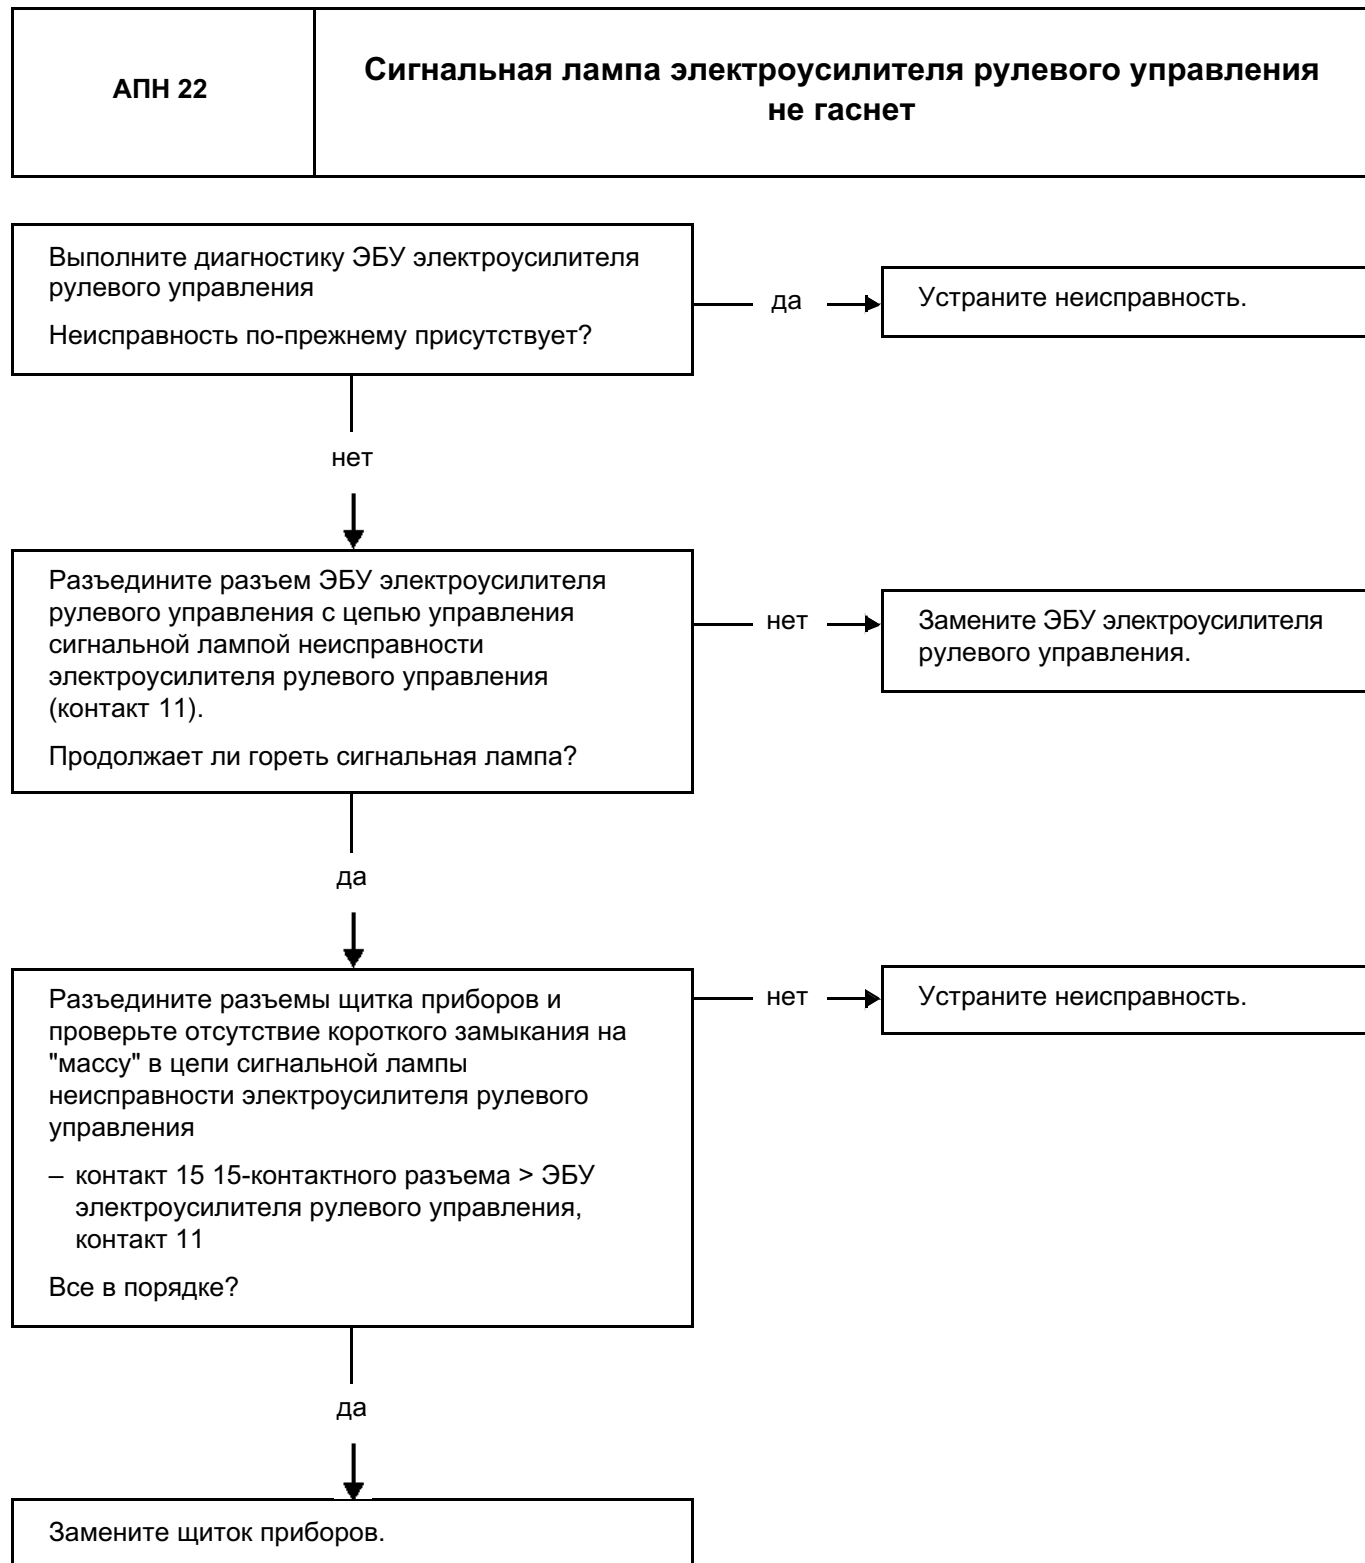 АПН 22
Сигнальная лампа электроусилителя рулевого управления
не гаснет
Выполните диагностику ЭБУ электроусилителя
рулевого управления
Неисправность по-прежнему присутствует?
да
Устраните неисправность.
нет
Разъедините разъем ЭБУ электроусилителя
рулевого управления с цепью управления
сигнальной лампой неисправности
электроусилителя рулевого управления
(контакт 11).
Продолжает ли гореть сигнальная лампа?
нет
Замените ЭБУ электроусилителя
рулевого управления.
да
Разъедините разъемы щитка приборов и
проверьте отсутствие короткого замыкания на
"массу" в цепи сигнальной лампы
неисправности электроусилителя рулевого
управления
– контакт 15 15-контактного разъема > ЭБУ
электроусилителя рулевого управления,
контакт 11
Все в порядке?
нет
Устраните неисправность.
да
Замените щиток приборов.